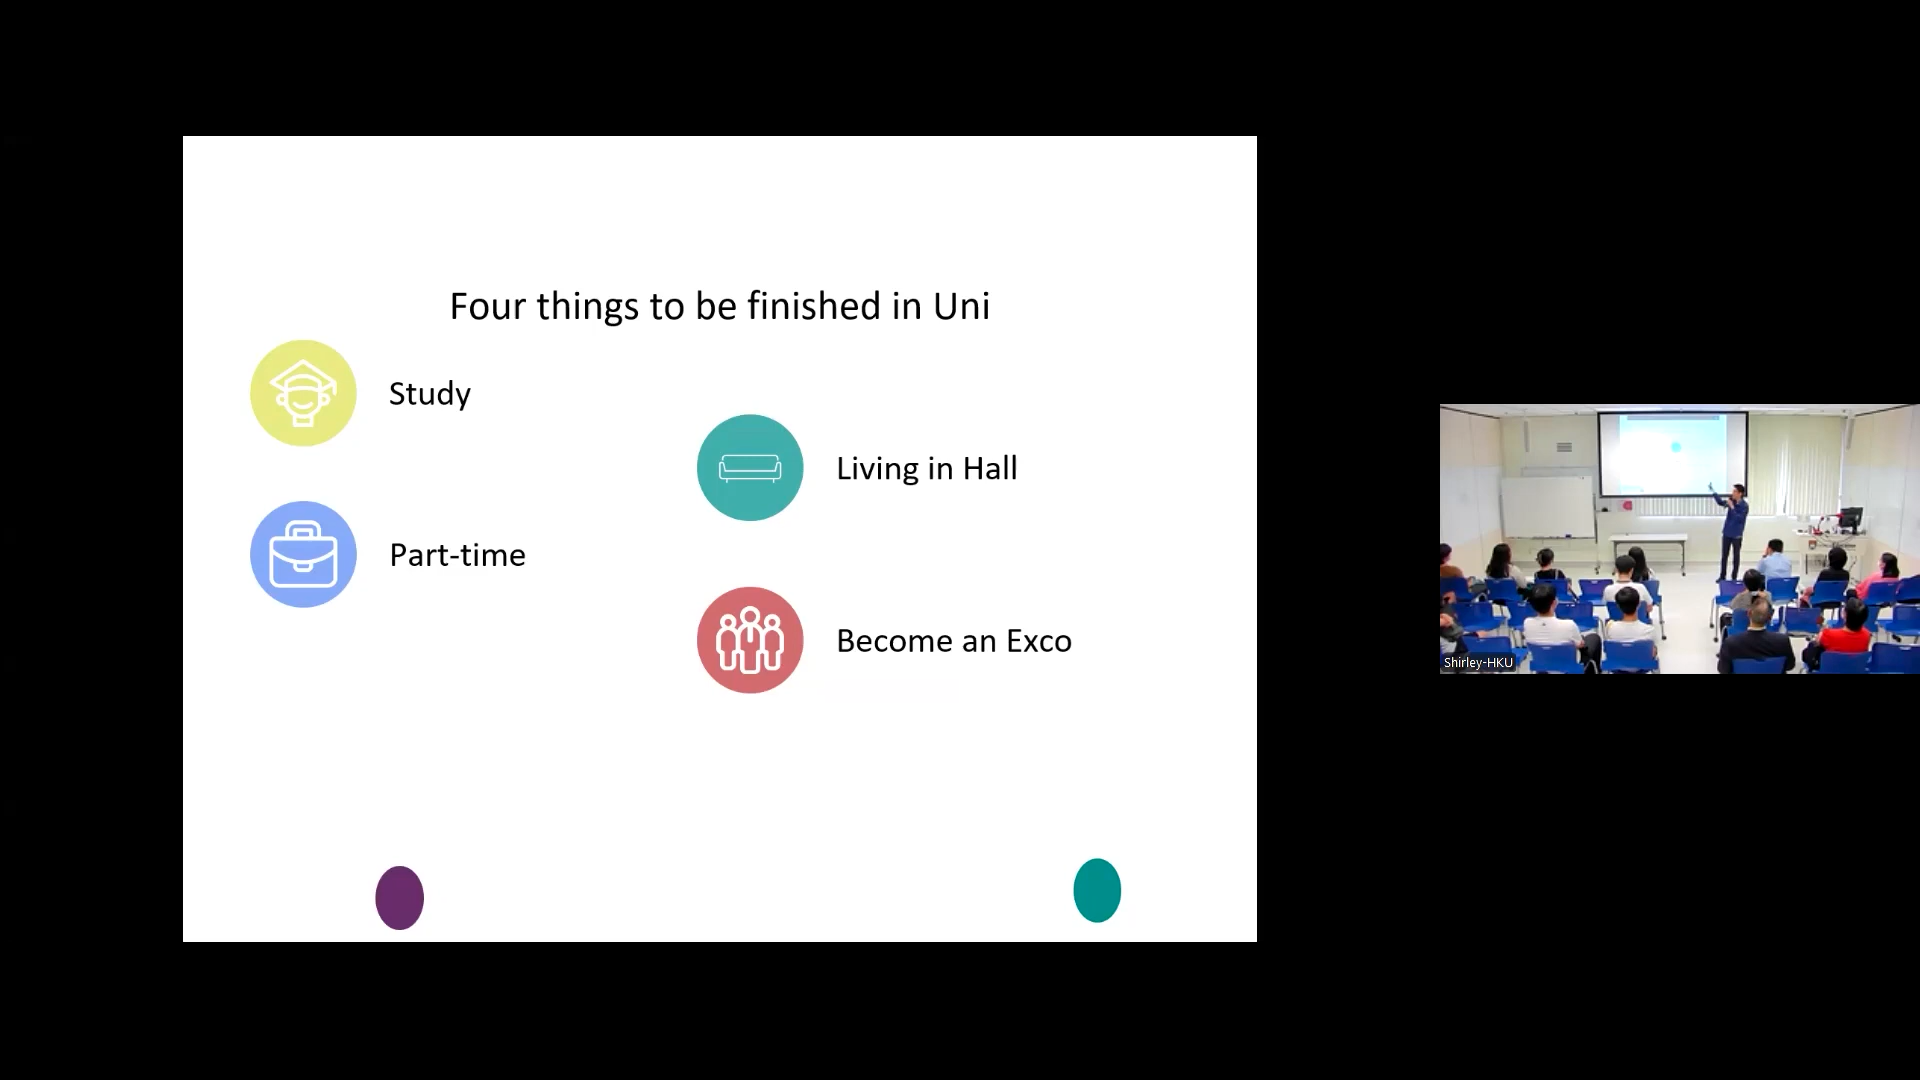 Four things to be finished in Uni
Study
Living in Hall
Part-time
Become an Exco
Shirley-HKU